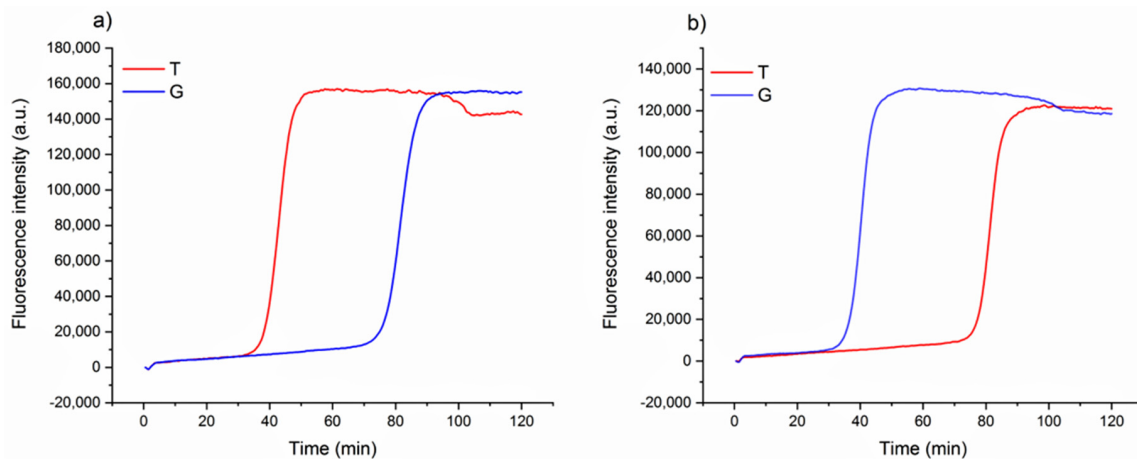 a)
T
G
180,000
160,000
140,000
120,000
100,000
80,000
60,000
40,000
20,000
0
-20,000
Fluorescence intensity (a.u.)
0 20 40 60 80 100 120
Time (min)
b)
T
G
140,000
120,000
100,000
80,000
60,000
40,000
20,000
0
-20,000
Fluorescence intensity (a.u.)
0 20 40 60 80 100 120
Time (min)